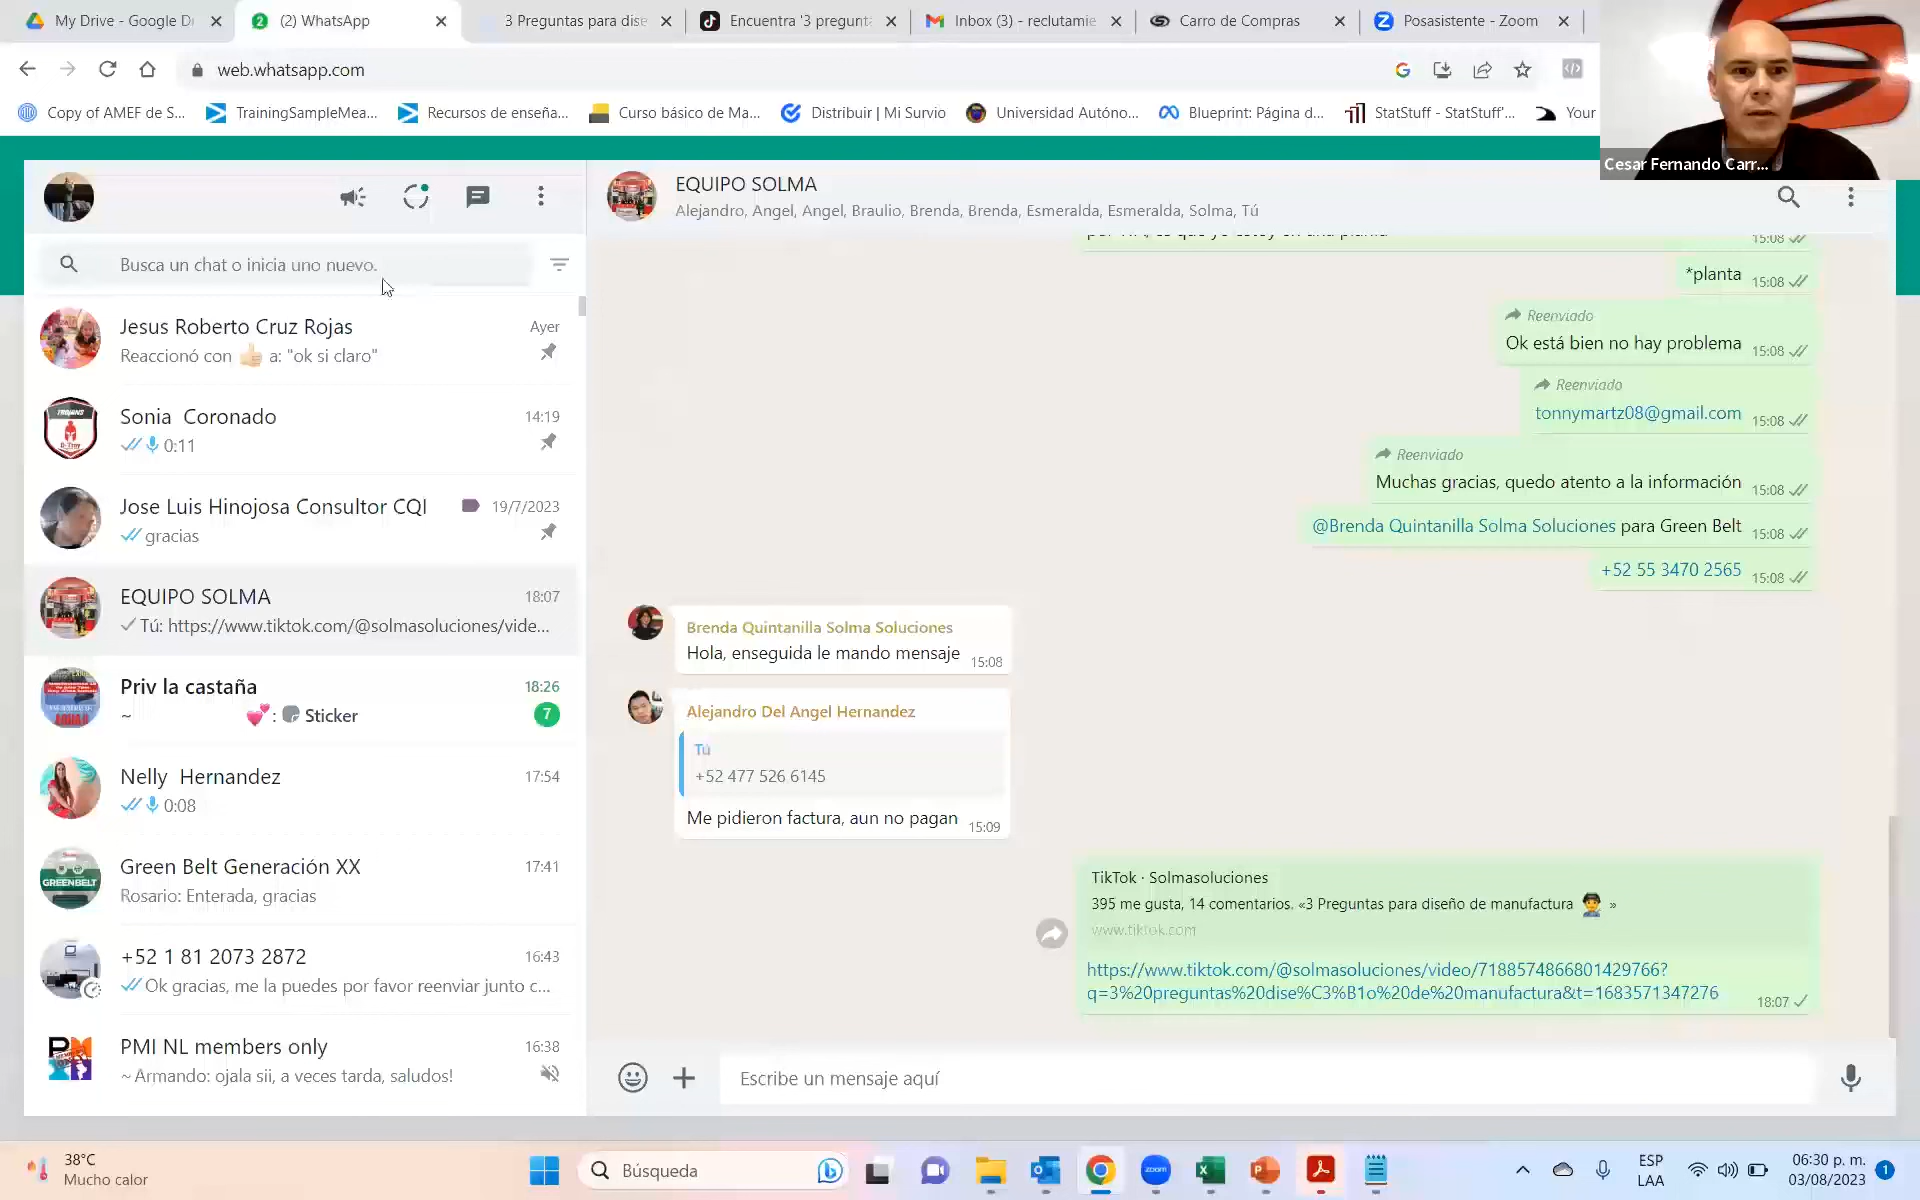 My Drive - Google Dr
(2) WhatsApp
3 Preguntas para dise
Encuentra '3 pregunt
Inbox (3) - reclutamie
Carro de Compras
Posasistente - Zoom
web.whatsapp.com
Copy of AMEF de S...
TrainingSampleMea...
Recursos de enseña...
Curso básico de Ma...
Distribuir | Mi Survio
Universidad Autóno...
Blueprint: Página d...
StatStuff - StatStuff'...
Your
Cesar Fernando Carr...
Busca un chat o inicia uno nuevo.
Jesus Roberto Cruz Rojas
Ayer
Reaccionó con 👍🏻 a: "ok si claro"
Sonia Coronado
14:19
0:11
Jose Luis Hinojosa Consultor CQI
19/7/2023
gracias
EQUIPO SOLMA
18:07
Tú: https://www.tiktok.com/@solmasoluciones/vide...
Priv la castaña
18:26
~ 💕: Sticker
7
Nelly Hernandez
17:54
0:08
Green Belt Generación XX
17:41
Rosario: Enterada, gracias
+52 1 81 2073 2872
16:43
Ok gracias, me la puedes por favor reenviar junto c...
PMI NL members only
16:38
~ Armando: ojala sii, a veces tarda, saludos!
EQUIPO SOLMA
Alejandro, Angel, Angel, Braulio, Brenda, Brenda, Esmeralda, Esmeralda, Solma, Tú
15:08
*planta 15:08
Reenviado
Ok está bien no hay problema 15:08
Reenviado
tonnymartz08@gmail.com 15:08
Reenviado
Muchas gracias, quedo atento a la información 15:08
@Brenda Quintanilla Solma Soluciones para Green Belt 15:08
+52 55 3470 2565 15:08
Brenda Quintanilla Solma Soluciones
Hola, enseguida le mando mensaje 15:08
Alejandro Del Angel Hernandez
Tú
+52 477 526 6145
Me pidieron factura, aun no pagan 15:09
TikTok · Solmasoluciones
395 me gusta, 14 comentarios. «3 Preguntas para diseño de manufactura 👨‍🏭 »
www.tiktok.com
https://www.tiktok.com/@solmasoluciones/video/7188574866801429766?
q=3%20preguntas%20dise%C3%B1o%20de%20manufactura&t=1683571347276 18:07
Escribe un mensaje aquí
38°C
Mucho calor
Búsqueda
zoom
ESP
LAA
06:30 p. m.
03/08/2023
1